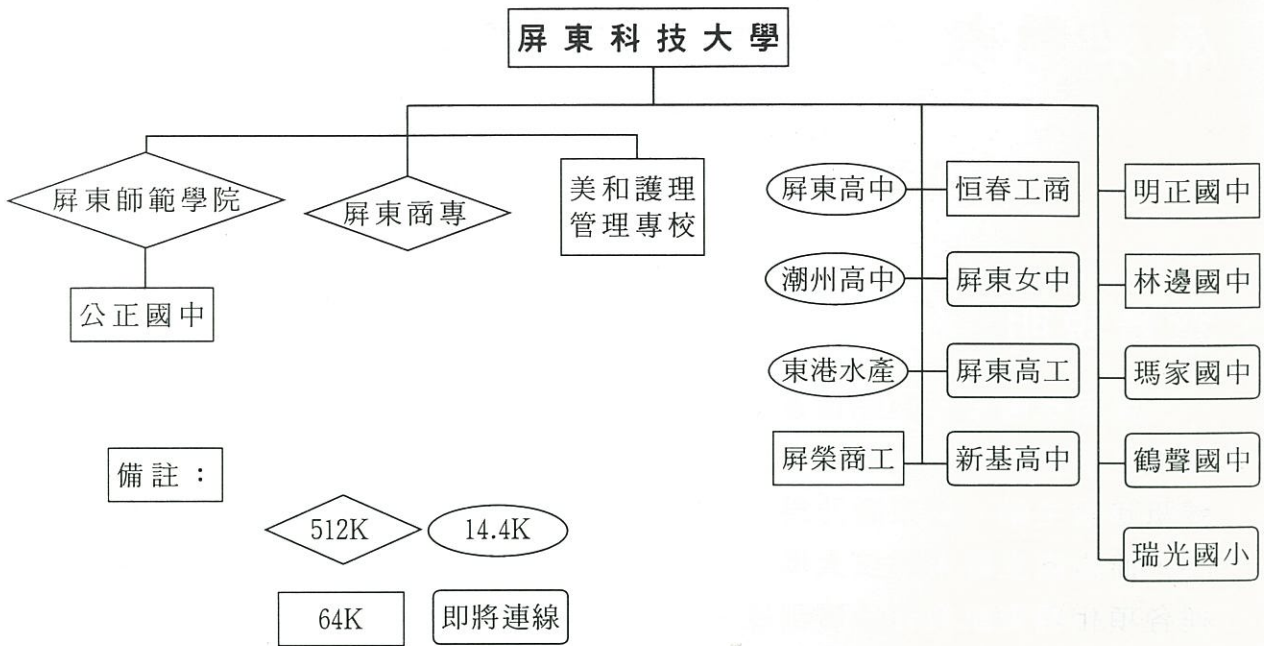 屏東科技大學
屏東師範學院
屏東商專
美和護理
管理專校
公正國中
屏東高中
恒春工商
明正國中
潮州高中
屏東女中
林邊國中
東港水產
屏東高工
瑪家國中
屏榮商工
新基高中
鶴聲國中
瑞光國小
備註：
512K
14.4K
64K
即將連線